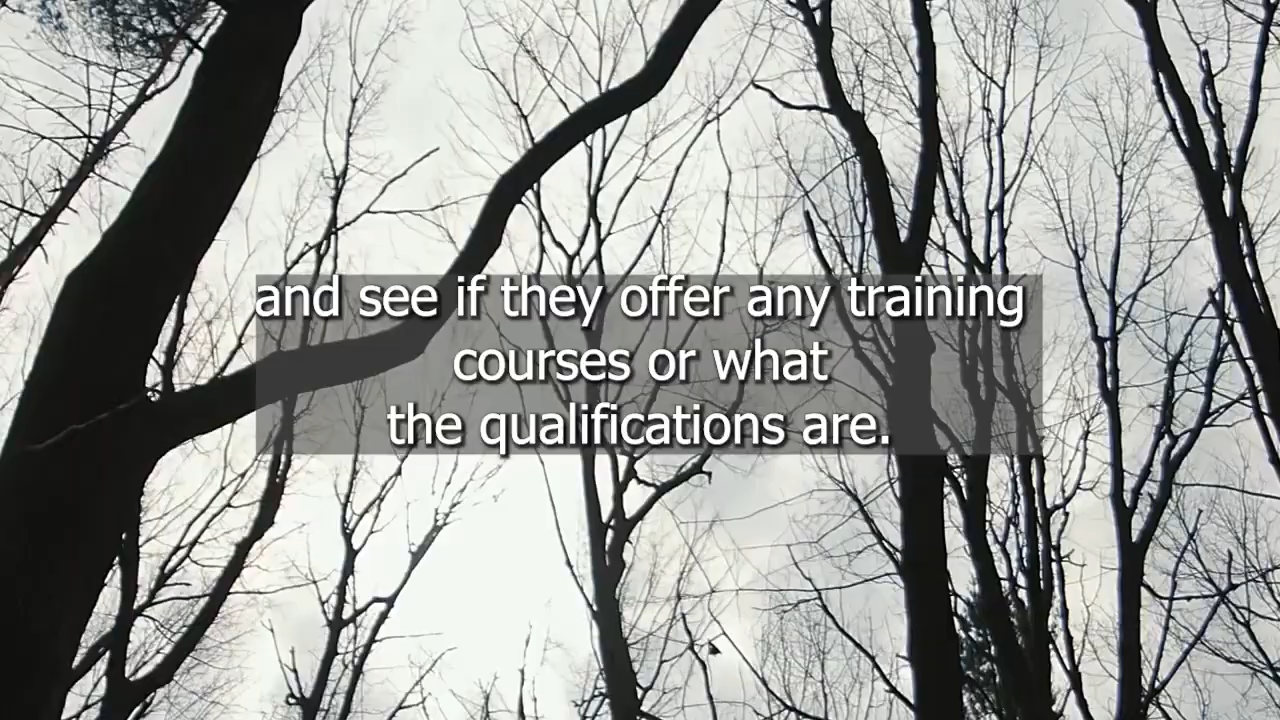 and see if they offer any training
courses or what
the qualifications are.